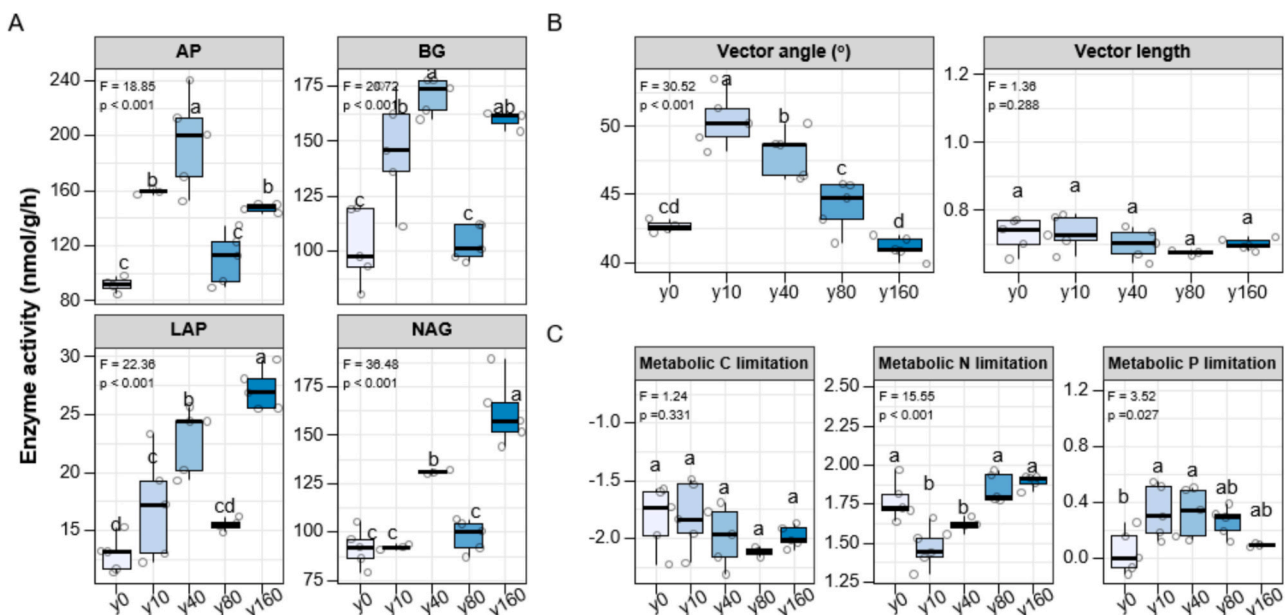 A
B
AP
BG
Vector angle (°)
Vector length
Enzyme activity (nmol/g/h)
240
200
160
120
80
F = 18.85
p < 0.001
c
b
a
c
b
175
150
125
100
F = 20.72
p < 0.001
c
b
a
c
ab
50
45
40
F = 30.52
p < 0.001
cd
a
b
c
d
y0
y10
y40
y80
y160
1.2
1.0
0.8
F = 1.36
p =0.288
a
a
a
a
a
y0
y10
y40
y80
y160
LAP
NAG
30
25
20
15
F = 22.36
p < 0.001
d
c
b
cd
a
y0
y10
y40
y80
y160
175
150
125
100
75
F = 36.48
p < 0.001
c
c
b
c
a
y0
y10
y40
y80
y160
C
Metabolic C limitation
Metabolic N limitation
Metabolic P limitation
-1.0
-1.5
-2.0
F = 1.24
p =0.331
a
a
a
a
a
y0
y10
y40
y80
y160
2.50
2.25
2.00
1.75
1.50
1.25
F = 15.55
p < 0.001
a
b
b
a
a
y0
y10
y40
y80
y160
1.2
0.8
0.4
0.0
F = 3.52
p =0.027
b
a
a
ab
ab
y0
y10
y40
y80
y160